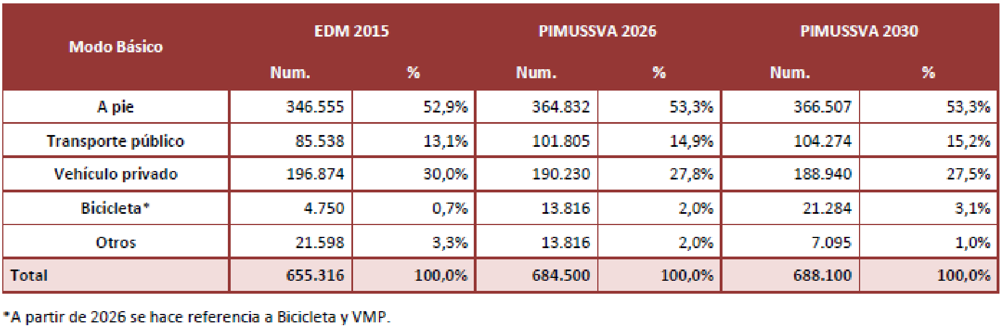 Modo Básico EDM 2015 PIMUSSVA 2026 PIMUSSVA 2030
Num. % Num. % Num. %
A pie 346.555 52,9% 364.832 53,3% 366.507 53,3%
Transporte público 85.538 13,1% 101.805 14,9% 104.274 15,2%
Vehículo privado 196.874 30,0% 190.230 27,8% 188.940 27,5%
Bicicleta* 4.750 0,7% 13.816 2,0% 21.284 3,1%
Otros 21.598 3,3% 13.816 2,0% 7.095 1,0%
Total 655.316 100,0% 684.500 100,0% 688.100 100,0%
*A partir de 2026 se hace referencia a Bicicleta y VMP.